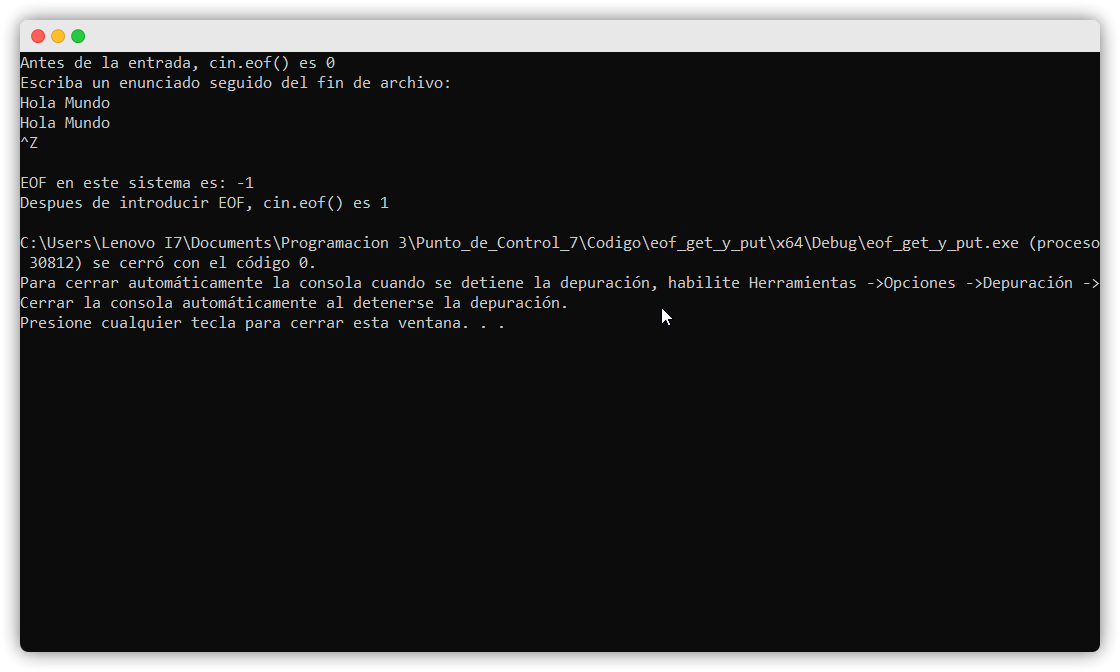 Antes de la entrada, cin.eof() es 0
Escriba un enunciado seguido del fin de archivo:
Hola Mundo
Hola Mundo
^Z
EOF en este sistema es: -1
Despues de introducir EOF, cin.eof() es 1
C:\Users\Lenovo I7\Documents\Programacion 3\Punto_de_Control_7\Codigo\eof_get_y_put\x64\Debug\eof_get_y_put.exe (proceso
30812) se cerró con el código 0.
Para cerrar automáticamente la consola cuando se detiene la depuración, habilite Herramientas ->Opciones ->Depuración ->
Cerrar la consola automáticamente al detenerse la depuración.
Presione cualquier tecla para cerrar esta ventana. . .